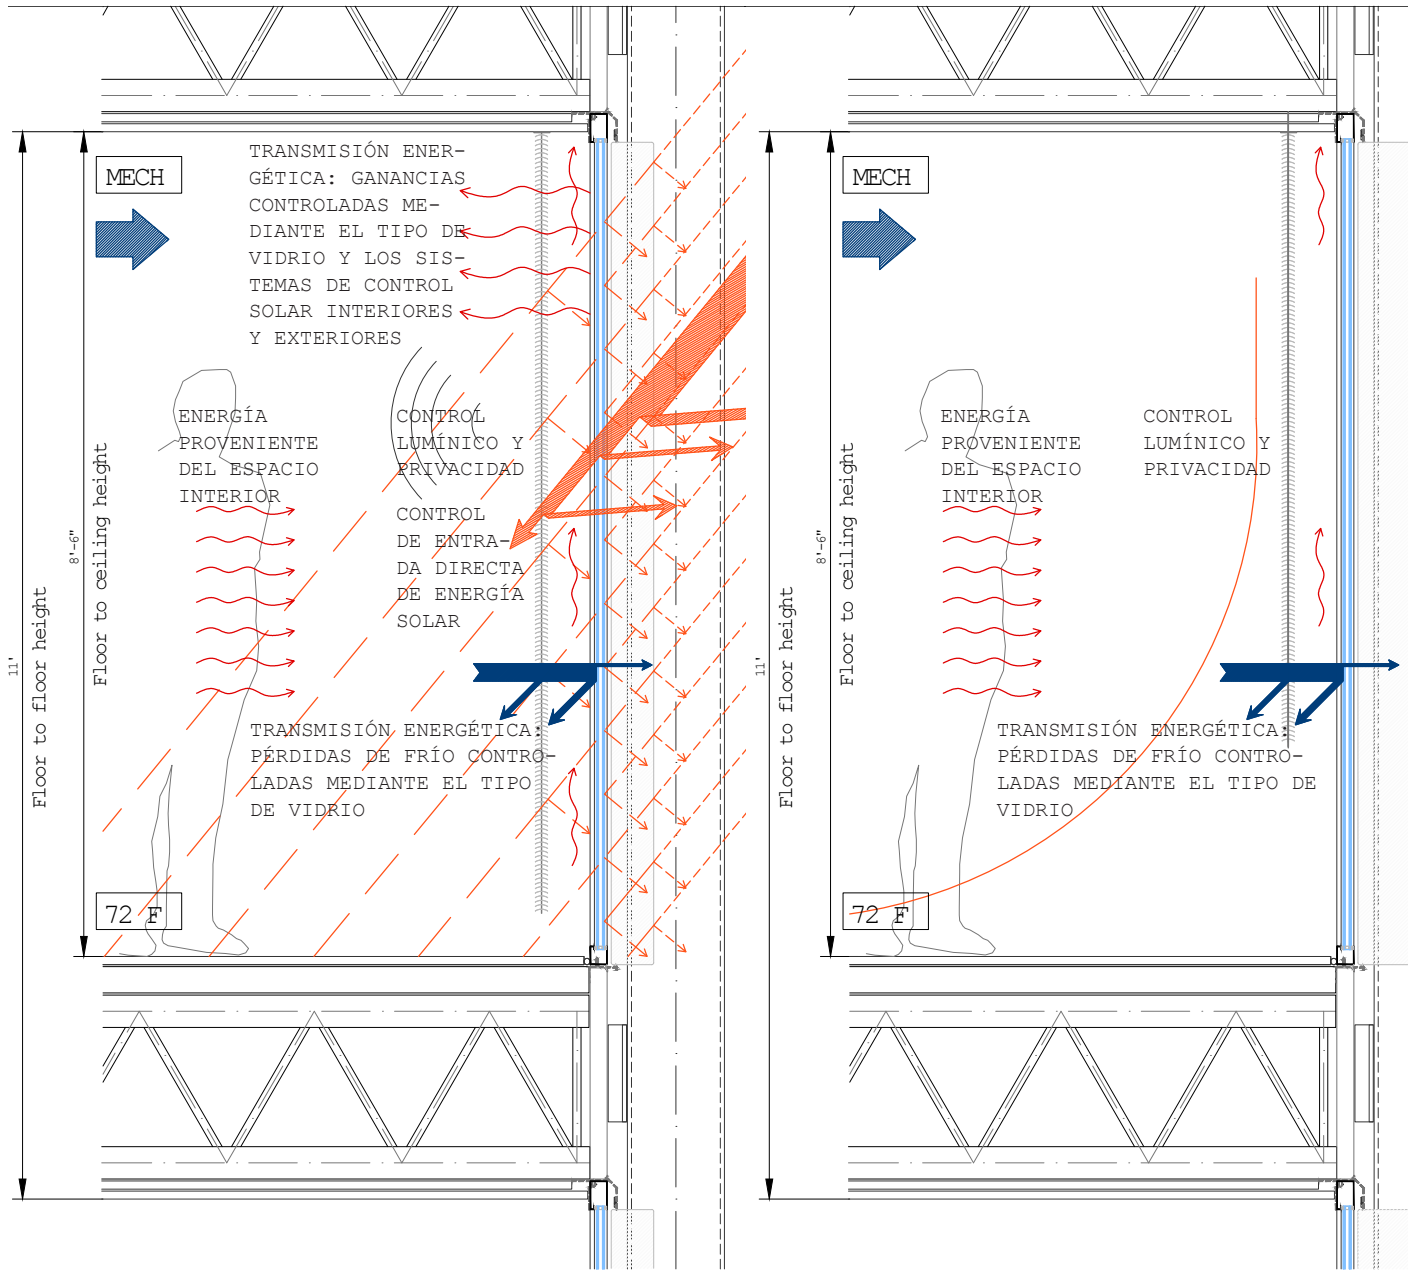 MECH
TRANSMISIÓN ENER-
GÉTICA: GANANCIAS
CONTROLADAS ME-
DIANTE EL TIPO DE
VIDRIO Y LOS SIS-
TEMAS DE CONTROL
SOLAR INTERIORES
Y EXTERIORES
ENERGÍA
PROVENIENTE
DEL ESPACIO
INTERIOR
CONTROL
LUMÍNICO Y
PRIVACIDAD
CONTROL
DE ENTRA-
DA DIRECTA
DE ENERGÍA
SOLAR
8'-6"
Floor to ceiling height
11'
Floor to floor height
TRANSMISIÓN ENERGÉTICA:
PÉRDIDAS DE FRÍO CONTRO-
LADAS MEDIANTE EL TIPO
DE VIDRIO
72 F
MECH
ENERGÍA
PROVENIENTE
DEL ESPACIO
INTERIOR
CONTROL
LUMÍNICO Y
PRIVACIDAD
8'-6"
Floor to ceiling height
11'
Floor to floor height
TRANSMISIÓN ENERGÉTICA:
PÉRDIDAS DE FRÍO CONTRO-
LADAS MEDIANTE EL TIPO DE
VIDRIO
72 F